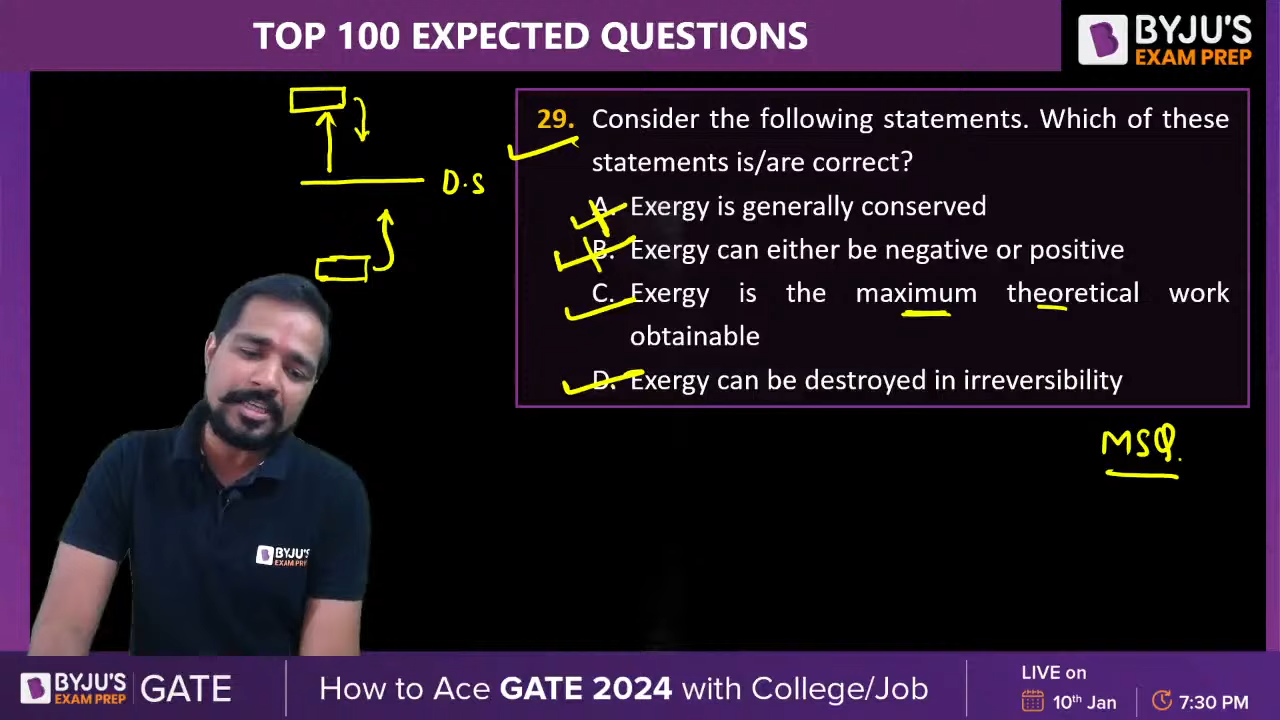 TOP 100 EXPECTED QUESTIONS
BYJU'S
EXAM PREP
D.S
29. Consider the following statements. Which of these
statements is/are correct?
A. Exergy is generally conserved
B. Exergy can either be negative or positive
C. Exergy is the maximum theoretical work
obtainable
D. Exergy can be destroyed in irreversibility
MSQ.
BYJU'S
EXAM PREP
BYJU'S
EXAM PREP
GATE
How to Ace GATE 2024 with College/Job
LIVE on
10th Jan
7:30 PM